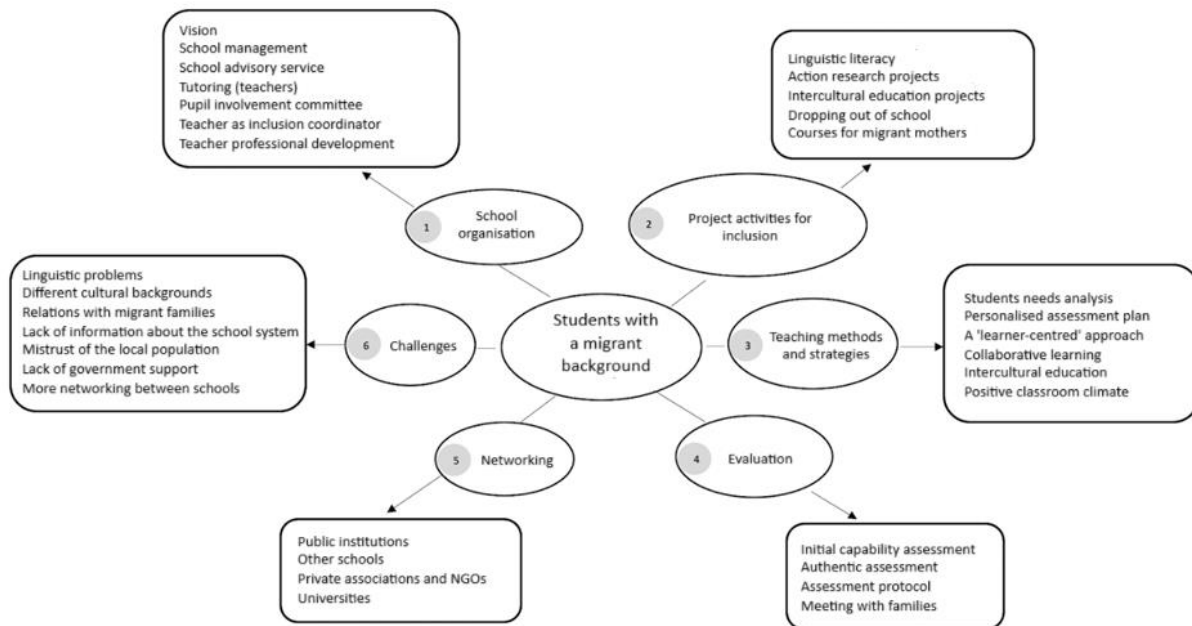 Vision
School management
School advisory service
Tutoring (teachers)
Pupil involvement committee
Teacher as inclusion coordinator
Teacher professional development
Linguistic literacy
Action research projects
Intercultural education projects
Dropping out of school
Courses for migrant mothers
1
School
organisation
2
Project activities for
inclusion
Linguistic problems
Different cultural backgrounds
Relations with migrant families
Lack of information about the school system
Mistrust of the local population
Lack of government support
More networking between schools
6
Challenges
Students with
a migrant
background
3
Teaching methods
and strategies
Students needs analysis
Personalised assessment plan
A 'learner-centred' approach
Collaborative learning
Intercultural education
Positive classroom climate
5
Networking
4
Evaluation
Public institutions
Other schools
Private associations and NGOs
Universities
Initial capability assessment
Authentic assessment
Assessment protocol
Meeting with families